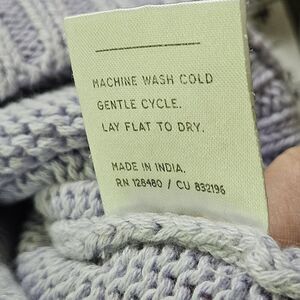 MACHINE WASH COLD
GENTLE CYCLE.
LAY FLAT TO DRY.
MADE IN INDIA.
RN 128480 / CU 832196